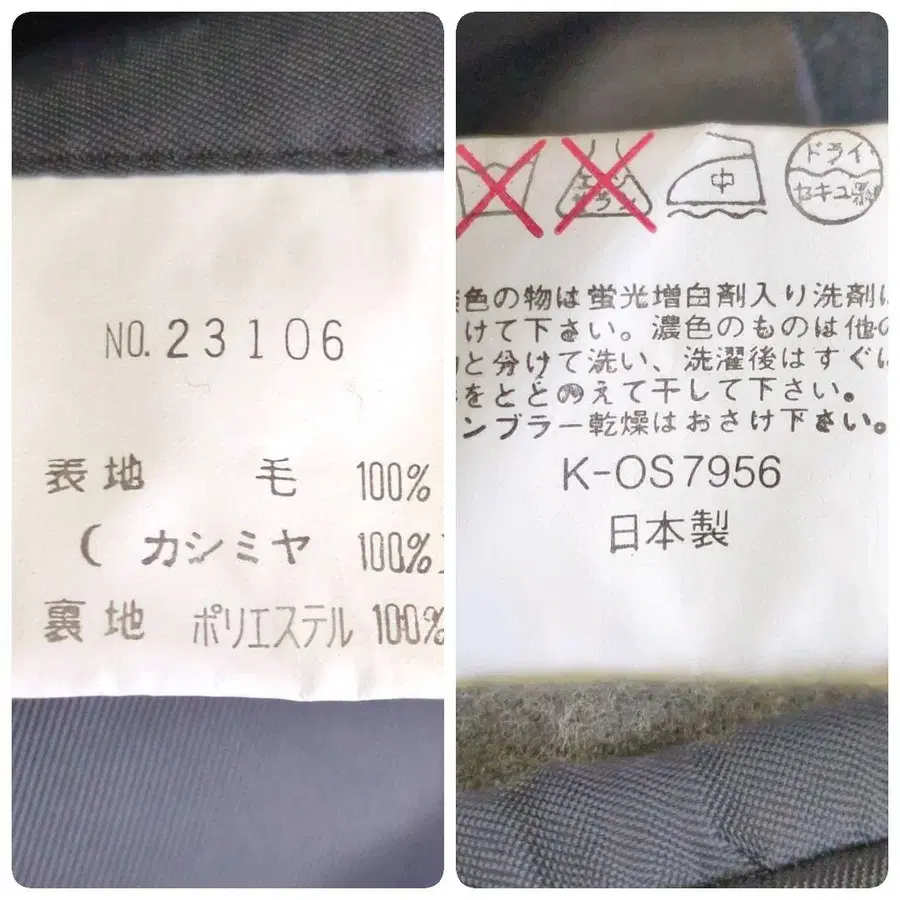 NO. 23106
表地 毛 100%
( カシミヤ 100%)
裏地 ポリエステル 100%
中
ドライ
セキユ系
色の物は蛍光増白剤入り洗剤
けて下さい。濃色のものは他の
と分けて洗い、洗濯後はすぐに
をととのえて干して下さい。
ンブラー乾燥はおさけ下さい。
K-OS7956
日本製